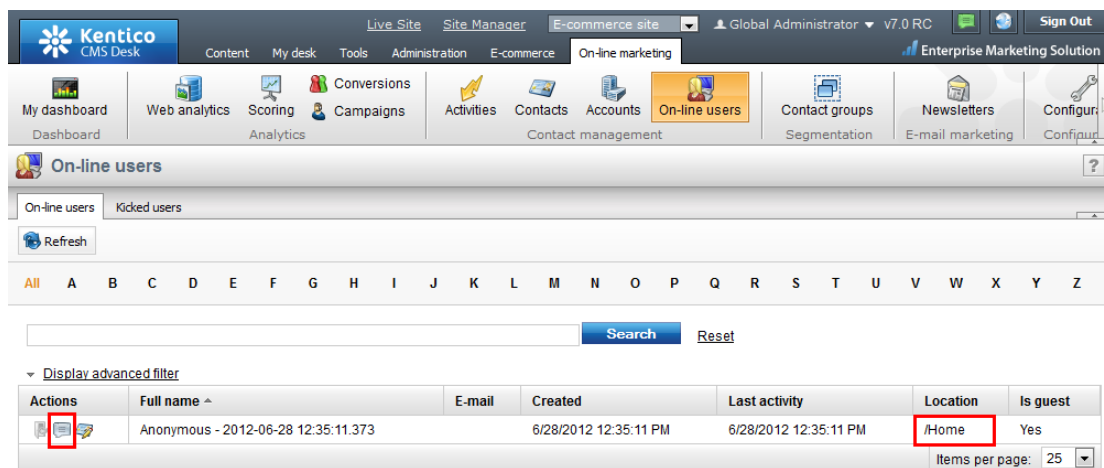 Kentico
CMS Desk
Live Site Site Manager E-commerce site Global Administrator v7.0 RC Sign Out
Content My desk Tools Administration E-commerce On-line marketing Enterprise Marketing Solution
My dashboard Web analytics Scoring Conversions Campaigns Activities Contacts Accounts On-line users Contact groups Newsletters
Dashboard Analytics Contact management Segmentation E-mail marketing
On-line users ?
On-line users Kicked users
Refresh
All A B C D E F G H I J K L M N O P Q R S T U V W X Y Z
Search Reset
Display advanced filter
Actions Full name E-mail Created Last activity Location Is guest
Anonymous - 2012-06-28 12:35:11.373 6/28/2012 12:35:11 PM 6/28/2012 12:35:11 PM /Home Yes
Items per page: 25